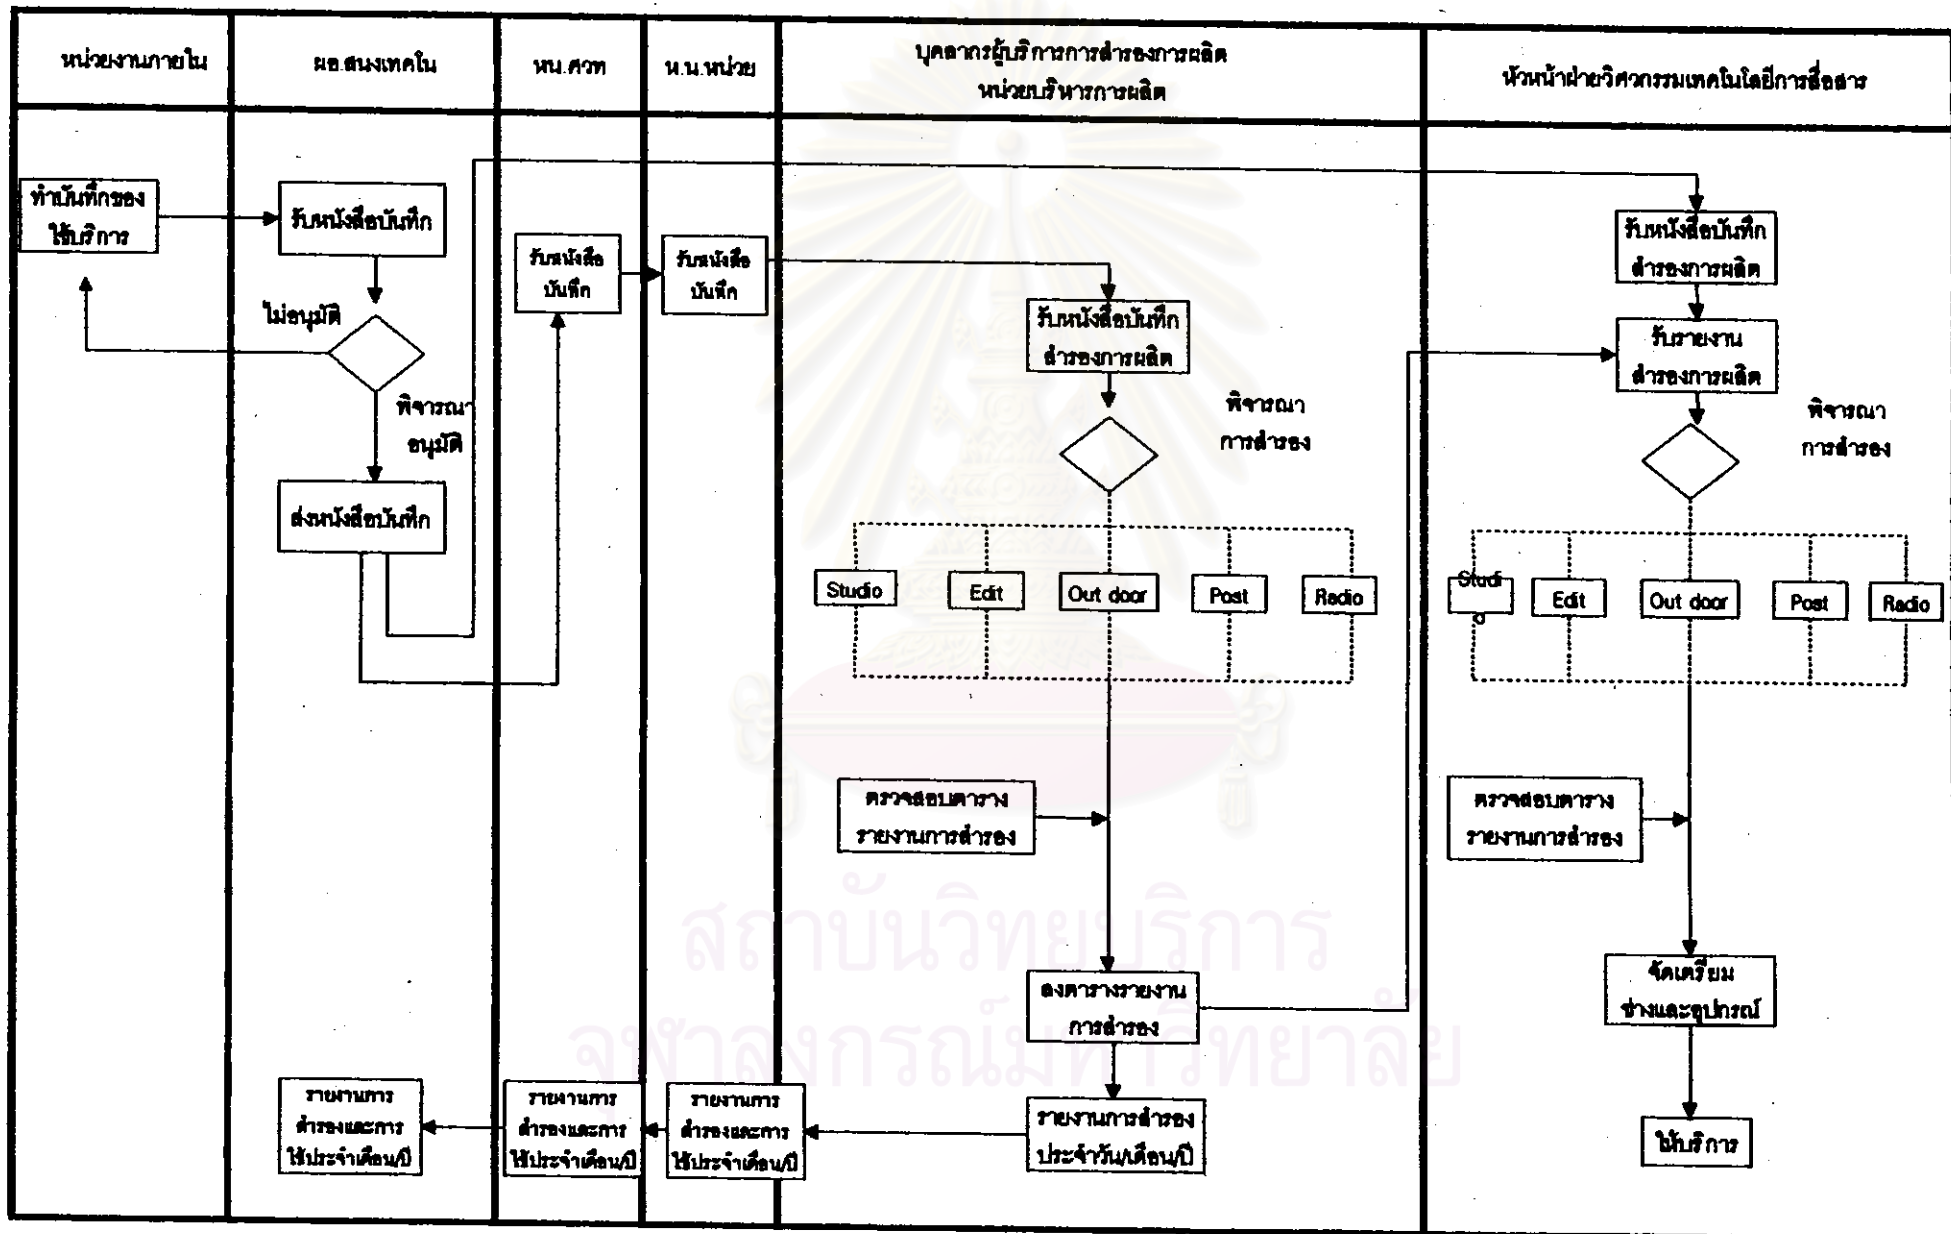 หน่วยงานภายใน
ผอ.สนงเทคโน
หน.ศวท
ห.น.หน่วย
บุคลากรผู้บริการการสำรองการผลิต
หน่วยบริหารการผลิต
หัวหน้าฝ่ายวิศวกรรมเทคโนโลยีการสื่อสาร
ทำบันทึกของ
ใช้บริการ
รับหนังสือบันทึก
ไม่อนุมัติ
พิจารณา
อนุมัติ
ส่งหนังสือบันทึก
รับหนังสือ
บันทึก
รับหนังสือ
บันทึก
รับหนังสือบันทึก
สำรองการผลิต
พิจารณา
การสำรอง
Studio
Edit
Out door
Post
Radio
ตรวจสอบตาราง
รายงานการสำรอง
ลงตารางรายงาน
การสำรอง
รายงานการสำรอง
ประจำวัน/เดือน/ปี
รายงานการ
สำรองและการ
ใช้ประจำเดือน/ปี
รายงานการ
สำรองและการ
ใช้ประจำเดือน/ปี
รายงานการ
สำรองและการ
ใช้ประจำเดือน/ปี
รับหนังสือบันทึก
สำรองการผลิต
รับรายงาน
สำรองการผลิต
พิจารณา
การสำรอง
Studi
o
Edit
Out door
Post
Radio
ตรวจสอบตาราง
รายงานการสำรอง
จัดเตรียม
ช่างและอุปกรณ์
ให้บริการ
สถาบันวิทยบริการ
จุฬาลงกรณ์มหาวิทยาลัย